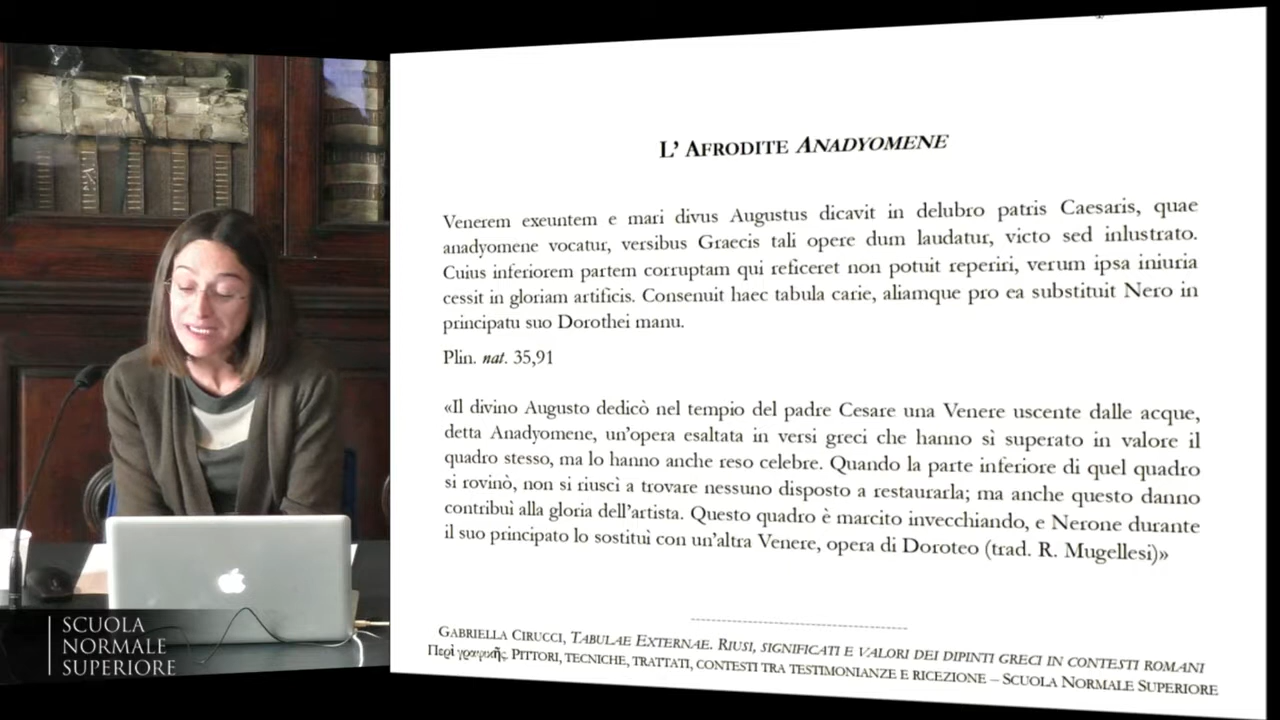 L' AFRODITE ANADYOMENE
Venerem exeuntem e mari divus Augustus dicavit in delubro patris Caesaris, quae
anadyomene vocatur, versibus Graecis tali opere dum laudatur, victo sed inlustrato.
Cuius inferiorem partem corruptam qui reficeret non potuit reperiri, verum ipsa iniuria
cessit in gloriam artificis. Consenuit haec tabula carie, aliamque pro ea substituit Nero in
principatu suo Dorothei manu.
Plin. nat. 35,91
«Il divino Augusto dedicò nel tempio del padre Cesare una Venere uscente dalle acque,
detta Anadyomene, un'opera esaltata in versi greci che hanno sì superato in valore il
quadro stesso, ma lo hanno anche reso celebre. Quando la parte inferiore di quel quadro
si rovinò, non si riuscì a trovare nessuno disposto a restaurarla; ma anche questo danno
contribuì alla gloria dell'artista. Questo quadro è marcito invecchiando, e Nerone durante
il suo principato lo sostituì con un'altra Venere, opera di Doroteo (trad. R. Mugellesi)»
GABRIELLA CIRUCCI, TABULAE EXTERNAE. RIUSI, SIGNIFICATI E VALORI DEI DIPINTI GRECI IN CONTESTI ROMANI
Περὶ γραφικῆς. PITTORI, TECNICHE, TRATTATI, CONTESTI TRA TESTIMONIANZE E RICEZIONE – SCUOLA NORMALE SUPERIORE
SCUOLA
NORMALE
SUPERIORE